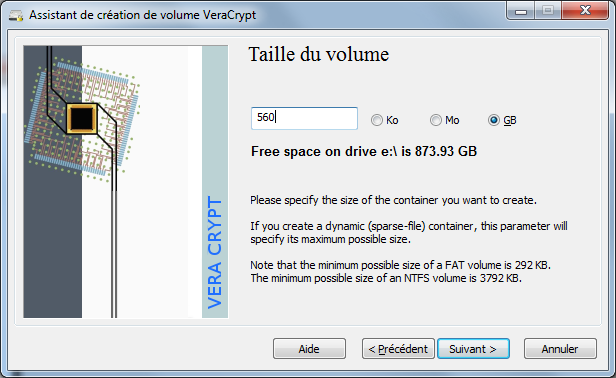 Assistant de création de volume VeraCrypt
Taille du volume
560
Ko
Mo
GB
Free space on drive e:\ is 873.93 GB
Please specify the size of the container you want to create.
If you create a dynamic (sparse-file) container, this parameter will
specify its maximum possible size.
Note that the minimum possible size of a FAT volume is 292 KB.
The minimum possible size of an NTFS volume is 3792 KB.
VERA CRYPT
Aide
< Précédent
Suivant >
Annuler